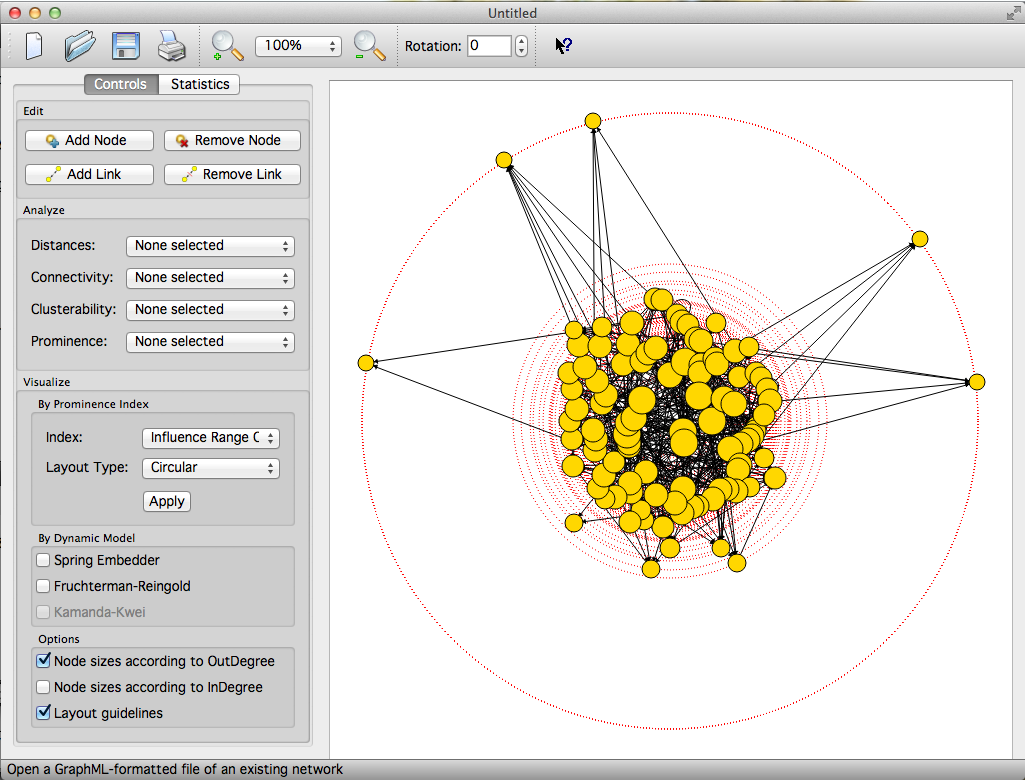 Untitled
100%
Rotation: 0
Controls Statistics
Edit
Add Node Remove Node
Add Link Remove Link
Analyze
Distances: None selected
Connectivity: None selected
Clusterability: None selected
Prominence: None selected
Visualize
By Prominence Index
Index: Influence Range C
Layout Type: Circular
Apply
By Dynamic Model
Spring Embedder
Fruchterman-Reingold
Kamanda-Kwei
Options
Node sizes according to OutDegree
Node sizes according to InDegree
Layout guidelines
Open a GraphML-formatted file of an existing network